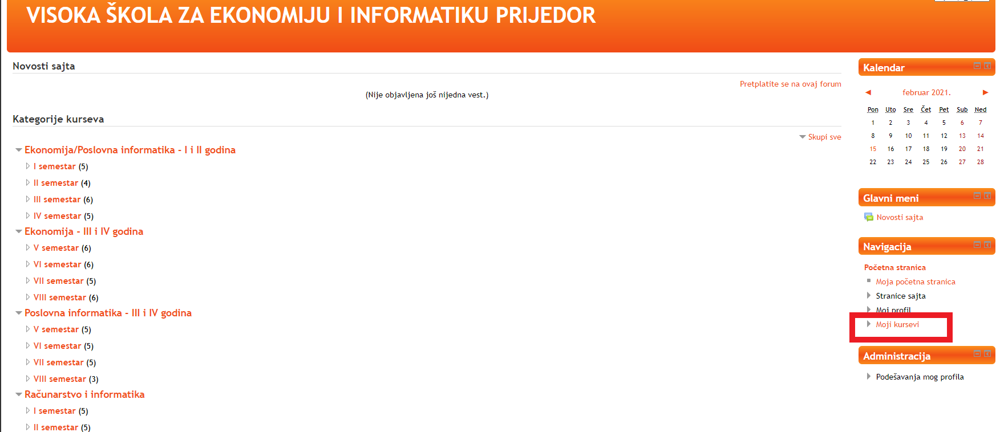 VISOKA ŠKOLA ZA EKONOMIJU I INFORMATIKU PRIJEDOR
Novosti sajta
Pretplatite se na ovaj forum
(Nije objavljena još nijedna vest.)
Kategorije kurseva
Skupi sve
Ekonomija/Poslovna informatika - I i II godina
I semestar (5)
II semestar (4)
III semestar (6)
IV semestar (5)
Ekonomija - III i IV godina
V semestar (6)
VI semestar (6)
VII semestar (5)
VIII semestar (6)
Poslovna informatika - III i IV godina
V semestar (5)
VI semestar (5)
VII semestar (5)
VIII semestar (3)
Računarstvo i informatika
I semestar (5)
II semestar (5)
Kalendar
februar 2021.
Pon Uto Sre Čet Pet Sub Ned
1 2 3 4 5 6 7
8 9 10 11 12 13 14
15 16 17 18 19 20 21
22 23 24 25 26 27 28
Glavni meni
Novosti sajta
Navigacija
Početna stranica
Moja početna stranica
Stranice sajta
Moj profil
Moji kursevi
Administracija
Podešavanja mog profila